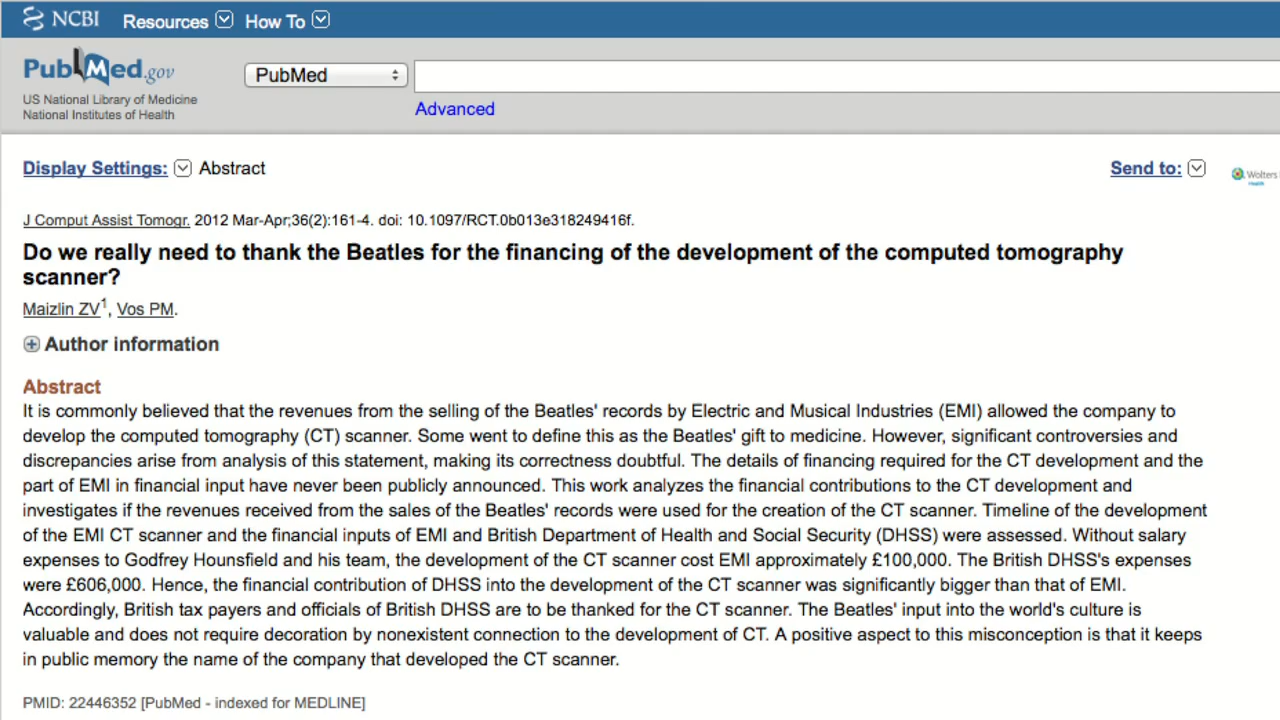 NCBI Resources How To
PubMed.gov
US National Library of Medicine
National Institutes of Health
PubMed
Advanced
Display Settings: Abstract
Send to:
Wolters
Health
J Comput Assist Tomogr. 2012 Mar-Apr;36(2):161-4. doi: 10.1097/RCT.0b013e318249416f.
Do we really need to thank the Beatles for the financing of the development of the computed tomography
scanner?
Maizlin ZV1, Vos PM.
Author information
Abstract
It is commonly believed that the revenues from the selling of the Beatles' records by Electric and Musical Industries (EMI) allowed the company to
develop the computed tomography (CT) scanner. Some went to define this as the Beatles' gift to medicine. However, significant controversies and
discrepancies arise from analysis of this statement, making its correctness doubtful. The details of financing required for the CT development and the
part of EMI in financial input have never been publicly announced. This work analyzes the financial contributions to the CT development and
investigates if the revenues received from the sales of the Beatles' records were used for the creation of the CT scanner. Timeline of the development
of the EMI CT scanner and the financial inputs of EMI and British Department of Health and Social Security (DHSS) were assessed. Without salary
expenses to Godfrey Hounsfield and his team, the development of the CT scanner cost EMI approximately £100,000. The British DHSS's expenses
were £606,000. Hence, the financial contribution of DHSS into the development of the CT scanner was significantly bigger than that of EMI.
Accordingly, British tax payers and officials of British DHSS are to be thanked for the CT scanner. The Beatles' input into the world's culture is
valuable and does not require decoration by nonexistent connection to the development of CT. A positive aspect to this misconception is that it keeps
in public memory the name of the company that developed the CT scanner.
PMID: 22446352 [PubMed - indexed for MEDLINE]